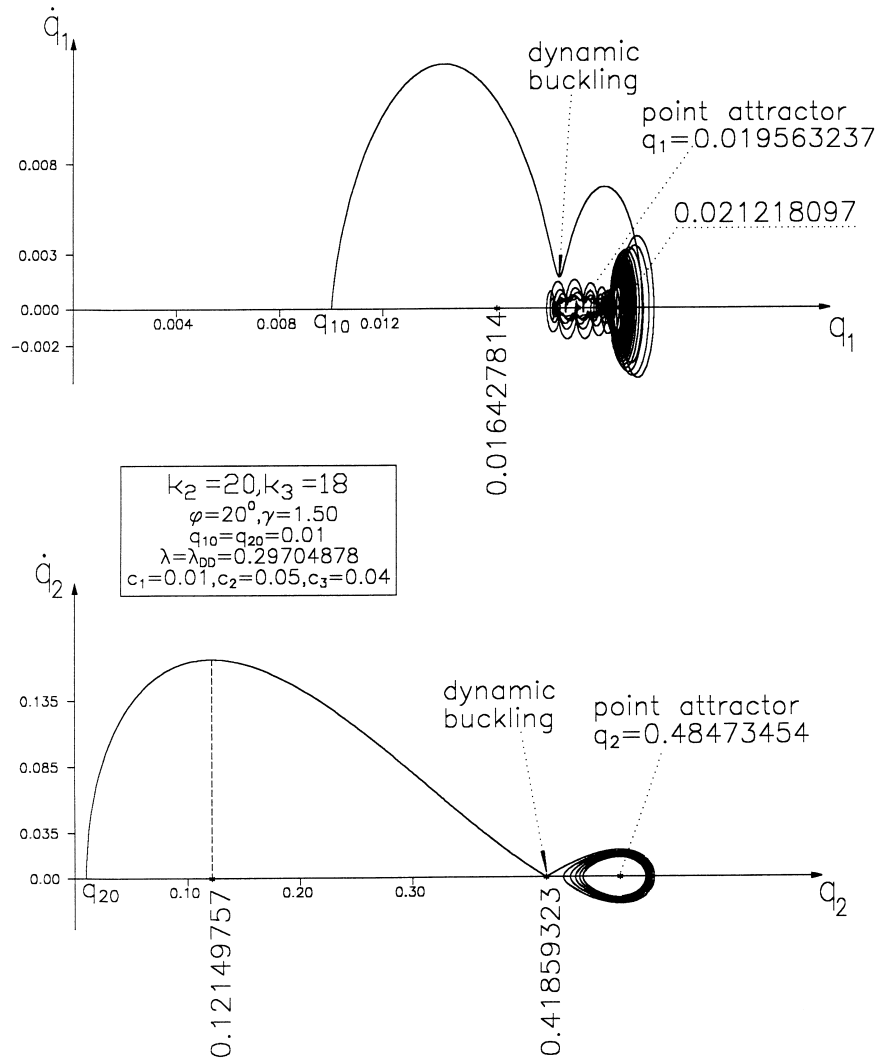 q̇₁
dynamic
buckling
point attractor
q₁=0.019563237
0.021218097
0.008
0.003
0.000
-0.002
0.004
0.008
q₁₀
0.012
0.016427814
q₁
k₂=20,k₃=18
φ=20⁰,γ=1.50
q₁₀=q₂₀=0.01
λ=λ_DD=0.29704878
c₁=0.01,c₂=0.05,c₃=0.04
q̇₂
dynamic
buckling
point attractor
q₂=0.48473454
0.135
0.085
0.035
0.00
q₂₀
0.10
0.20
0.30
0.12149757
0.41859323
q₂